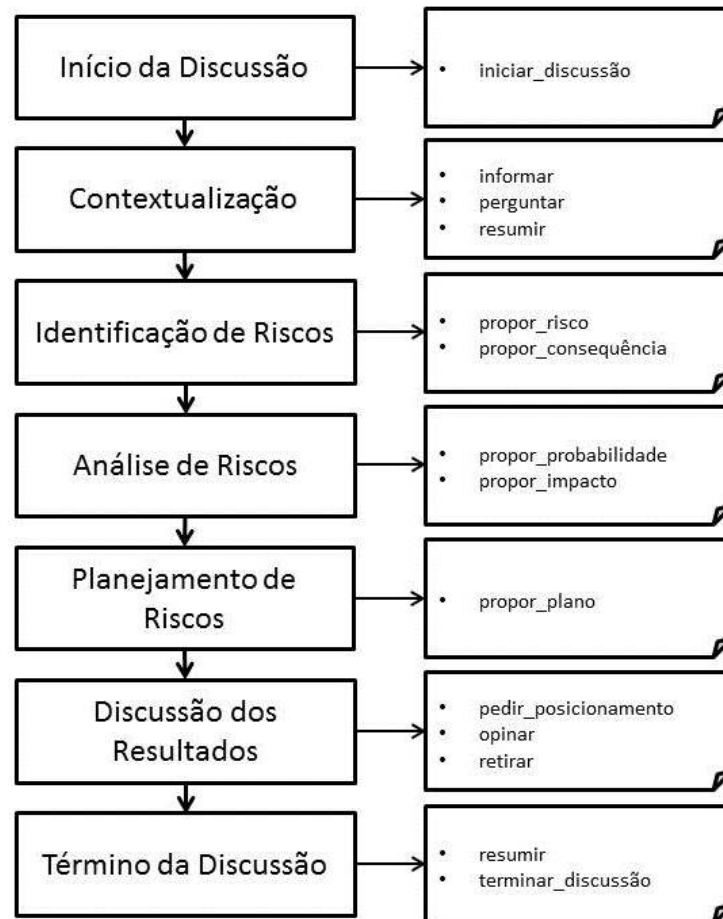 Início da Discussão
• iniciar_discussão
Contextualização
• informar
• perguntar
• resumir
Identificação de Riscos
• propor_risco
• propor_consequência
Análise de Riscos
• propor_probabilidade
• propor_impacto
Planejamento de
Riscos
• propor_plano
Discussão dos
Resultados
• pedir_posicionamento
• opinar
• retirar
Término da Discussão
• resumir
• terminar_discussão